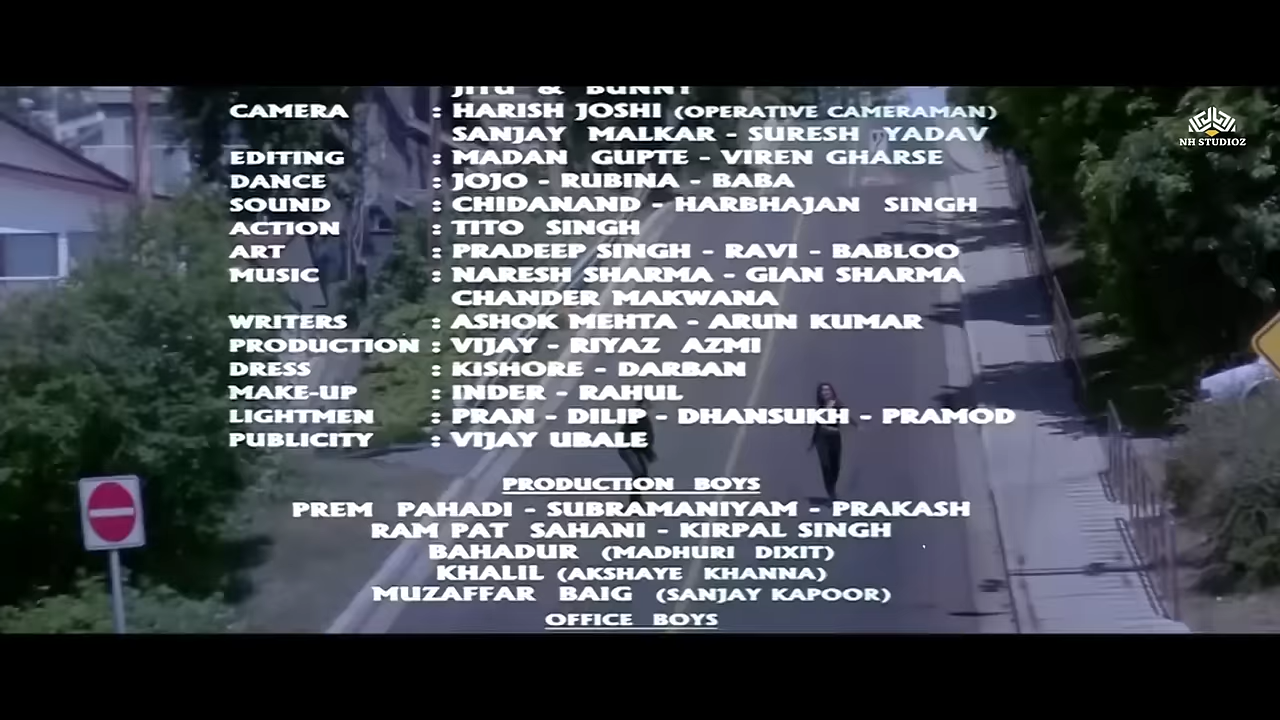 JITU & BUNNY
CAMERA : HARISH JOSHI (OPERATIVE CAMERAMAN)
SANJAY MALKAR - SURESH YADAV
EDITING : MADAN GUPTE - VIREN GHARSE
DANCE : JOJO - RUBINA - BABA
SOUND : CHIDANAND - HARBHAJAN SINGH
ACTION : TITO SINGH
ART : PRADEEP SINGH - RAVI - BABLOO
MUSIC : NARESH SHARMA - GIAN SHARMA
CHANDER MAKWANA
WRITERS : ASHOK MEHTA - ARUN KUMAR
PRODUCTION : VIJAY - RIYAZ AZMI
DRESS : KISHORE - DARBAN
MAKE-UP : INDER - RAHUL
LIGHTMEN : PRAN - DILIP - DHANSUKH - PRAMOD
PUBLICITY : VIJAY UBALE
PRODUCTION BOYS
PREM PAHADI - SUBRAMANIYAM - PRAKASH
RAM PAT SAHANI - KIRPAL SINGH
BAHADUR (MADHURI DIXIT)
KHALIL (AKSHAYE KHANNA)
MUZAFFAR BAIG (SANJAY KAPOOR)
OFFICE BOYS
NH STUDIOZ